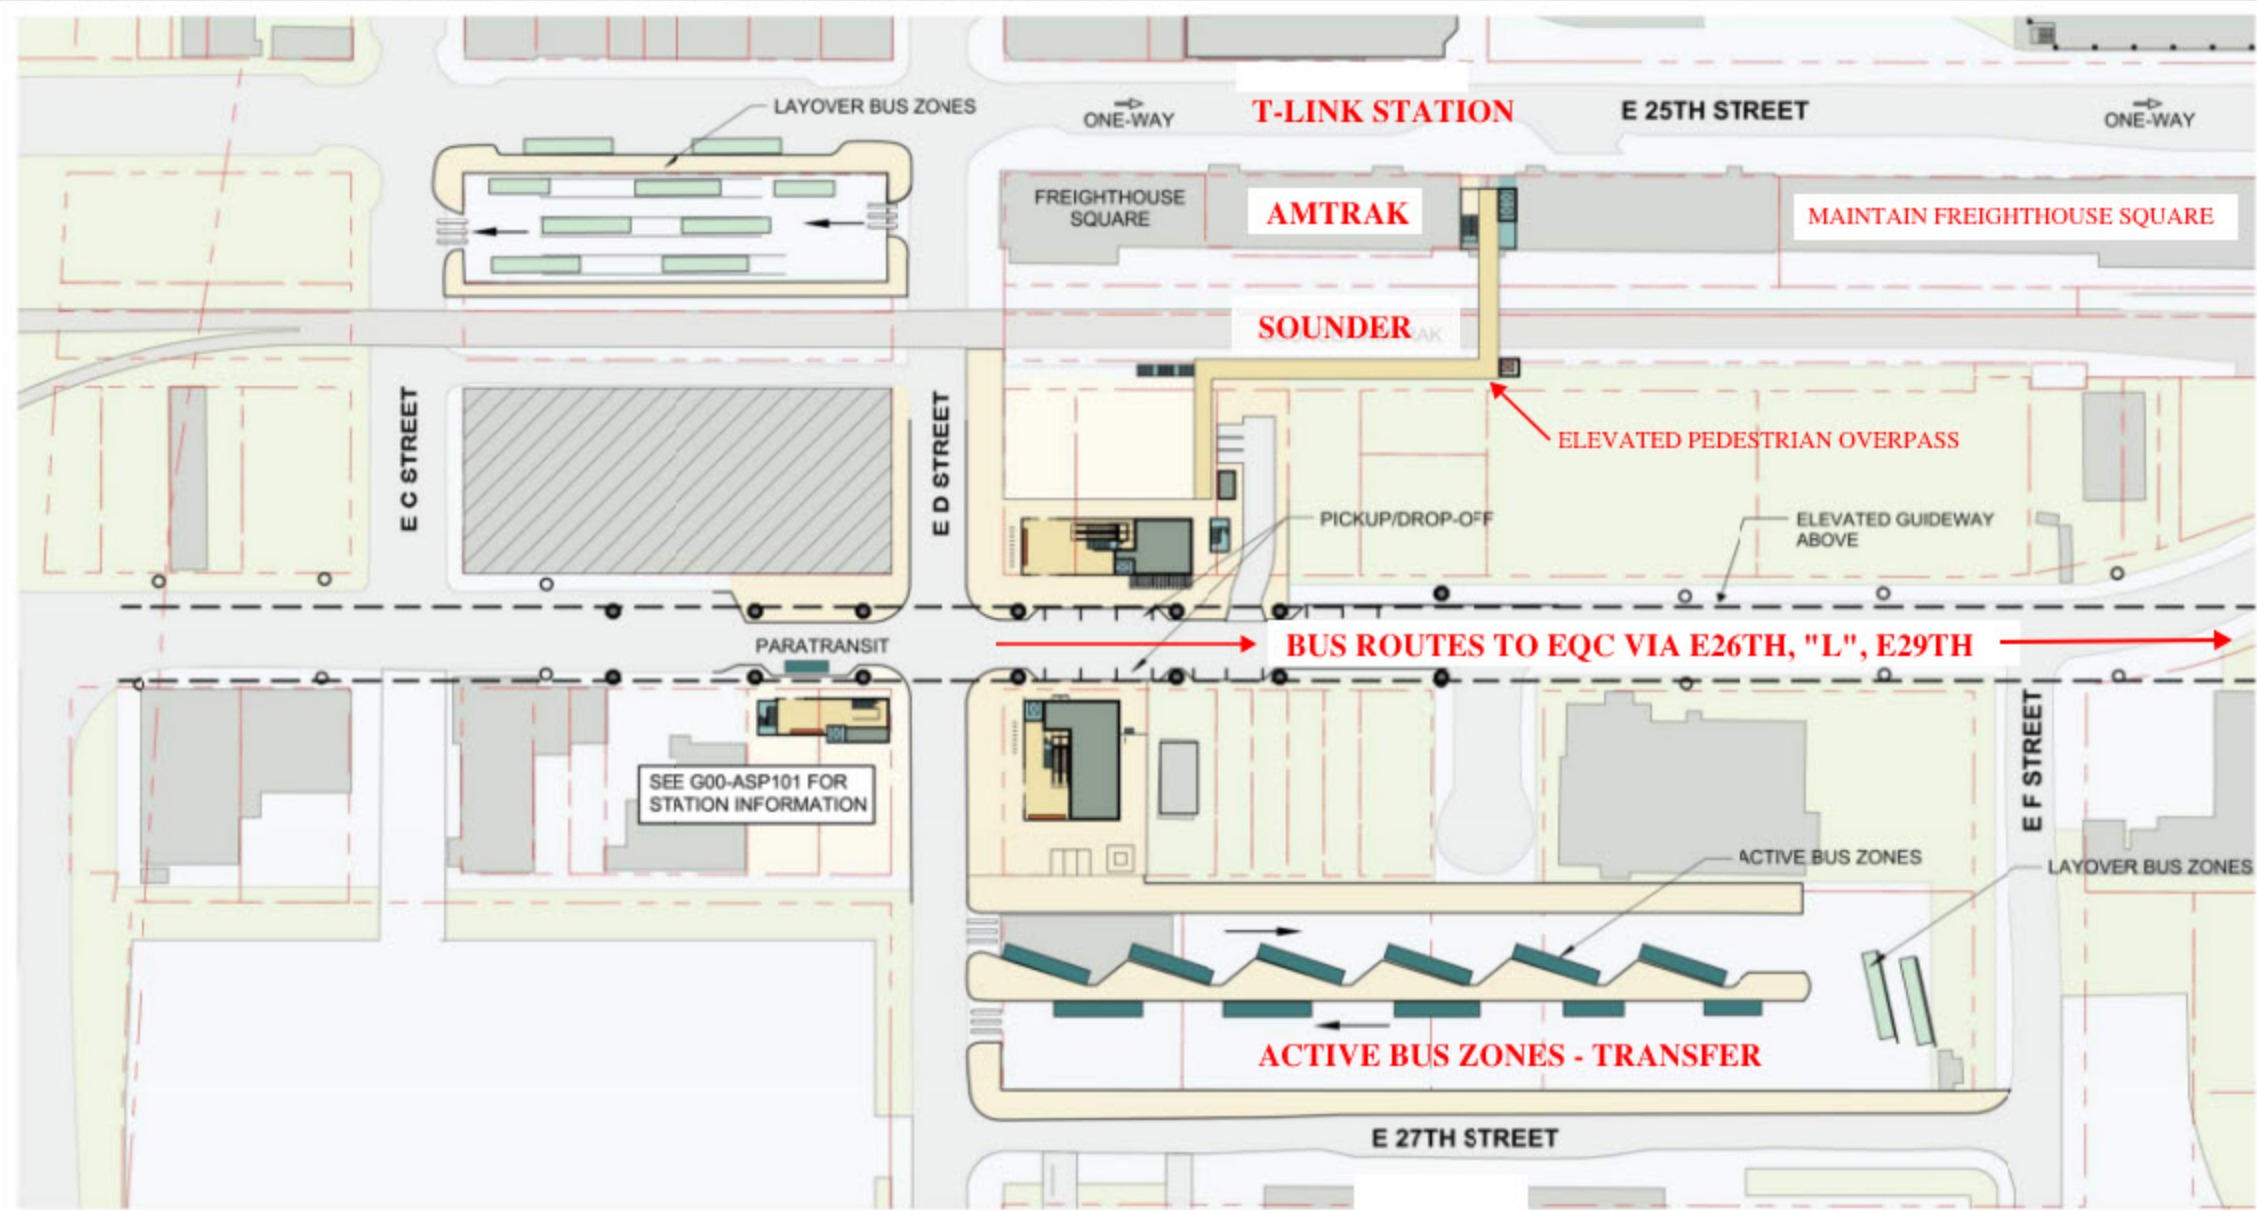 LAYOVER BUS ZONES
ONE-WAY
T-LINK STATION
E 25TH STREET
ONE-WAY
FREIGHTHOUSE
SQUARE
AMTRAK
MAINTAIN FREIGHTHOUSE SQUARE
SOUNDER
E C STREET
E D STREET
ELEVATED PEDESTRIAN OVERPASS
PICKUP/DROP-OFF
ELEVATED GUIDEWAY
ABOVE
PARATRANSIT
BUS ROUTES TO EQC VIA E26TH, "L", E29TH
SEE G00-ASP101 FOR
STATION INFORMATION
E F STREET
ACTIVE BUS ZONES
LAYOVER BUS ZONES
ACTIVE BUS ZONES - TRANSFER
E 27TH STREET